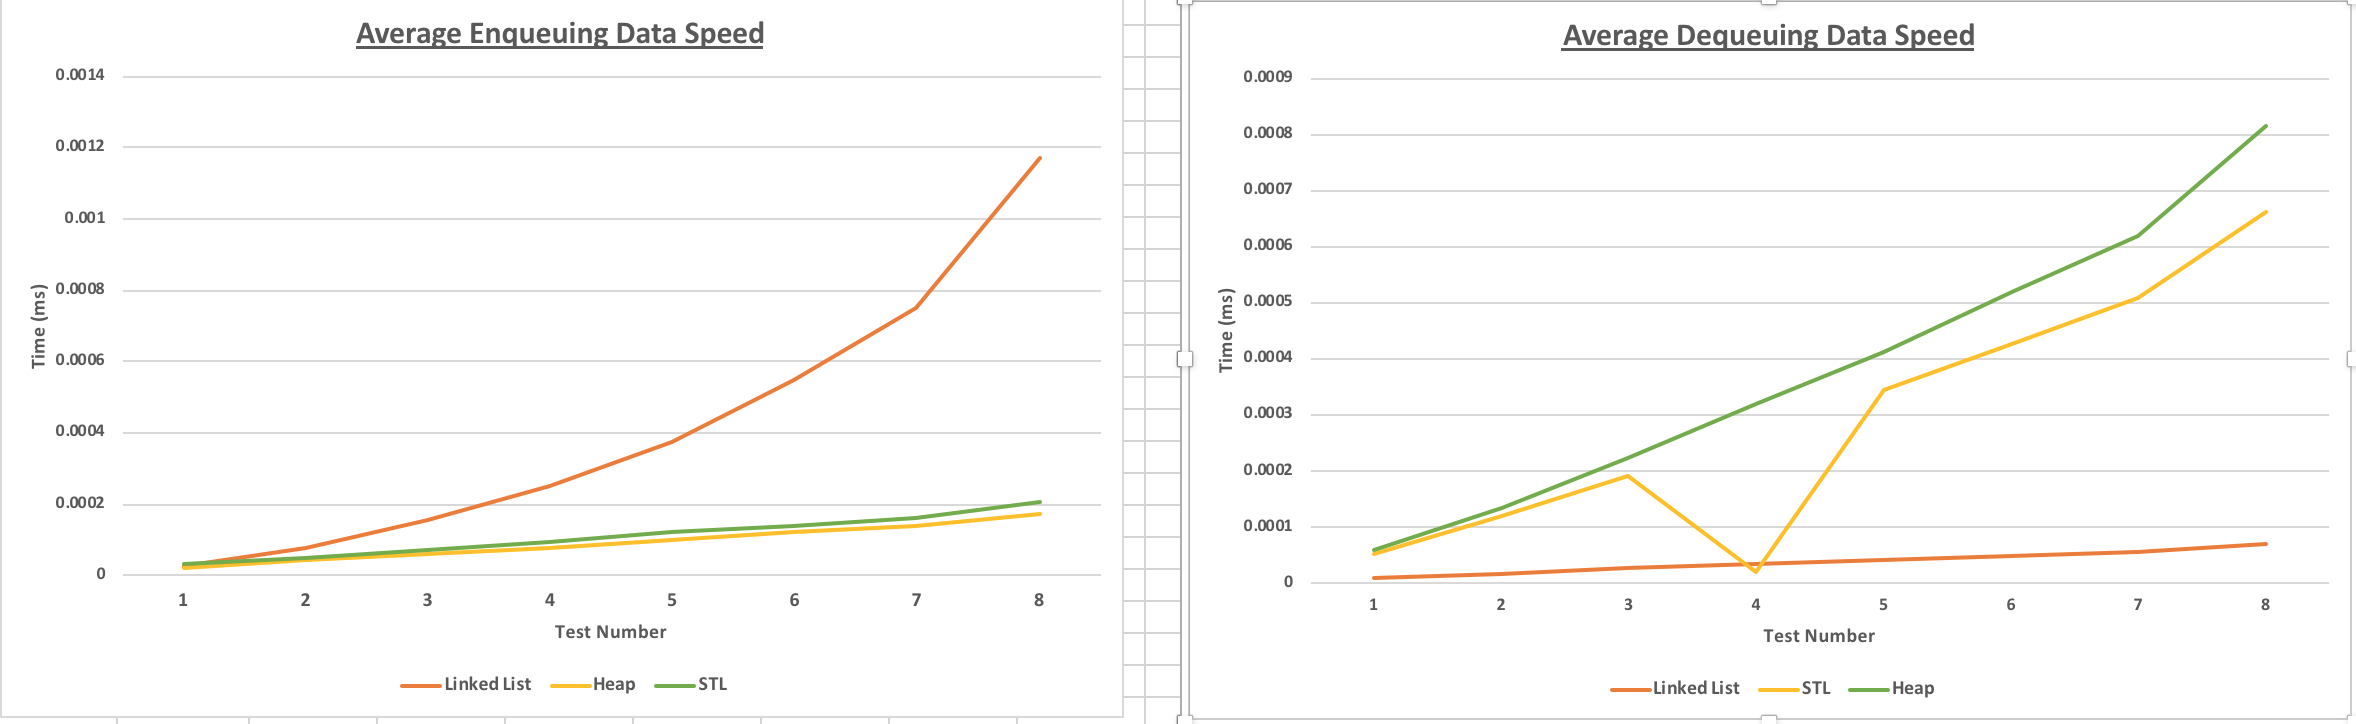 Average Enqueuing Data Speed
0.0014
0.0012
0.001
0.0008
0.0006
0.0004
0.0002
0
Time (ms)
1 2 3 4 5 6 7 8
Test Number
Linked List Heap STL
Average Dequeuing Data Speed
0.0009
0.0008
0.0007
0.0006
0.0005
0.0004
0.0003
0.0002
0.0001
0
Time (ms)
1 2 3 4 5 6 7 8
Test Number
Linked List STL Heap